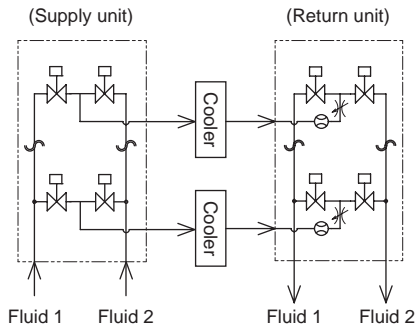 (Supply unit)
(Return unit)
Cooler
Cooler
Fluid 1
Fluid 2
Fluid 1
Fluid 2